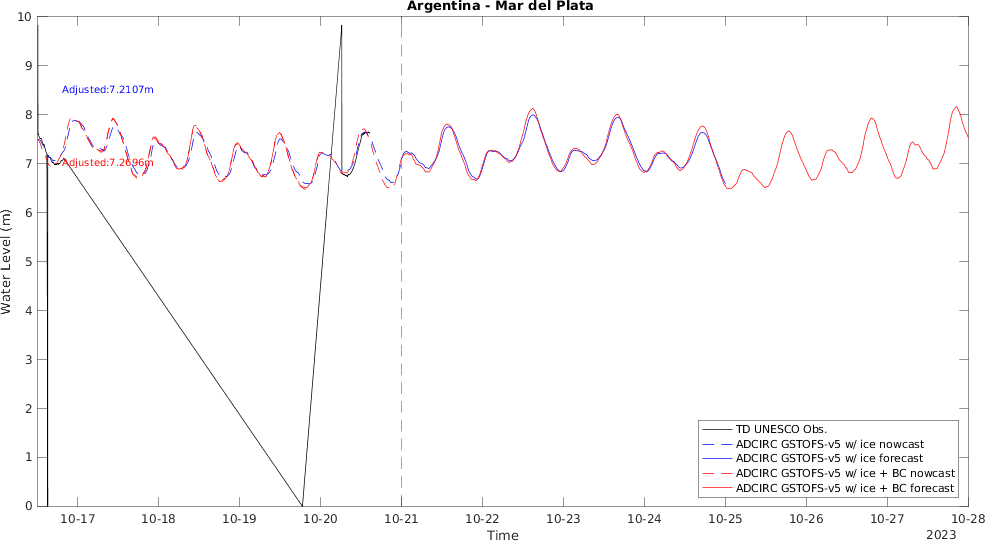 Argentina - Mar del Plata
10
9
8
7
6
5
4
3
2
1
0
Water Level (m)
Adjusted:7.2107m
Adjusted:7.2696m
TD UNESCO Obs.
ADCIRC GSTOFS-v5 w/ ice nowcast
ADCIRC GSTOFS-v5 w/ ice forecast
ADCIRC GSTOFS-v5 w/ ice + BC nowcast
ADCIRC GSTOFS-v5 w/ ice + BC forecast
10-17 10-18 10-19 10-20 10-21 10-22 10-23 10-24 10-25 10-26 10-27 10-28
Time
2023